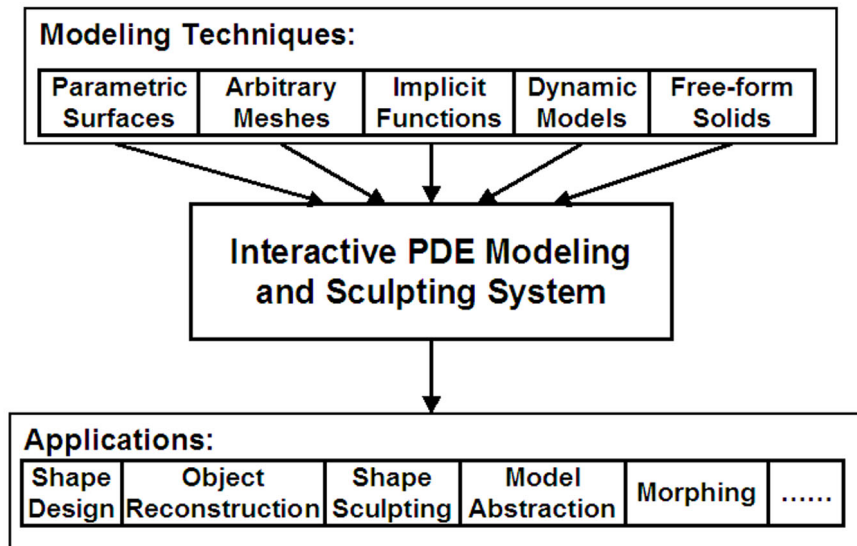 Modeling Techniques:
Parametric Arbitrary Implicit Dynamic Free-form
Surfaces Meshes Functions Models Solids
Interactive PDE Modeling
and Sculpting System
Applications:
Shape Object Shape Model Morphing ......
Design Reconstruction Sculpting Abstraction